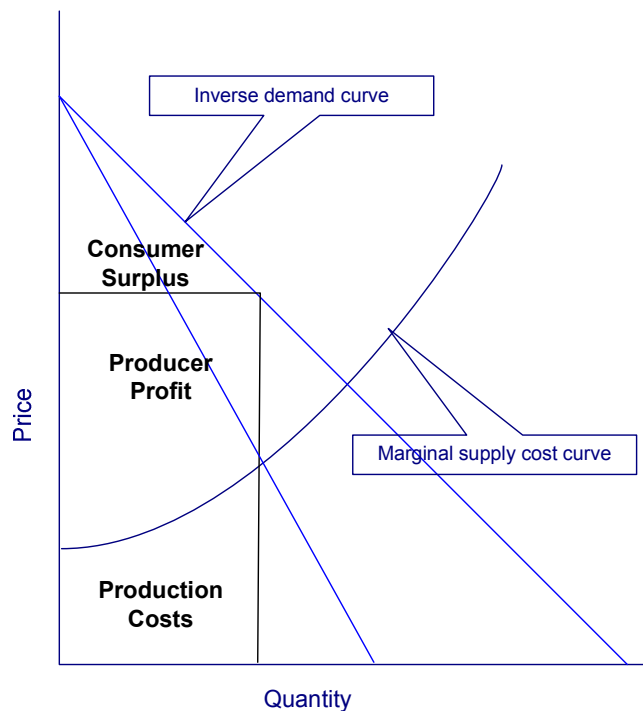 Inverse demand curve
Consumer
Surplus
Producer
Profit
Price
Marginal supply cost curve
Production
Costs
Quantity